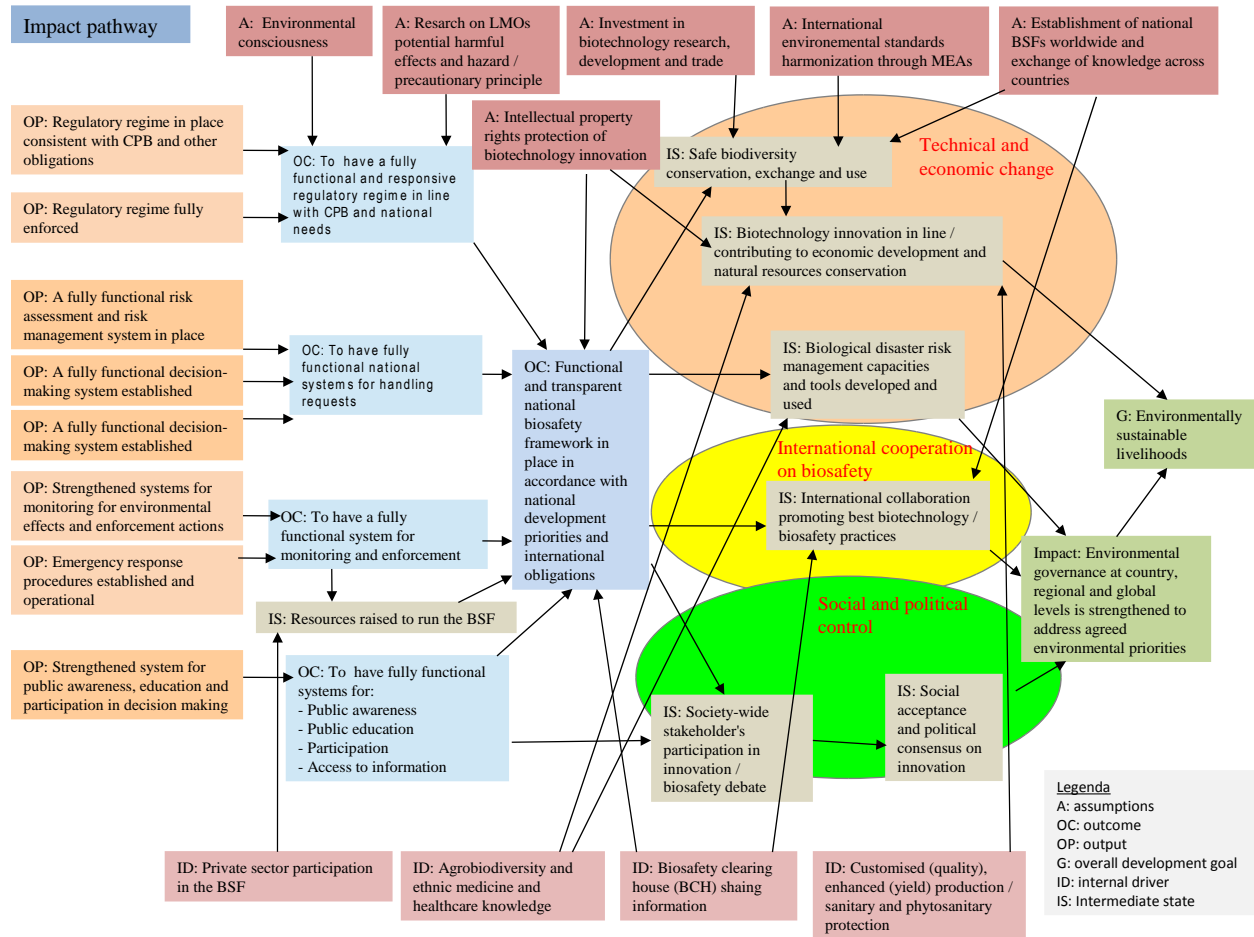 Impact pathway
A: Environmental
consciousness
A: Resarch on LMOs
potential harmful
effects and hazard /
precautionary principle
A: Investment in
biotechnology research,
development and trade
A: International
environemental standards
harmonization through MEAs
A: Establishment of national
BSFs worldwide and
exchange of knowledge across
countries
A: Intellectual property
rights protection of
biotechnology innovation
OP: Regulatory regime in place
consistent with CPB and other
obligations
OP: Regulatory regime fully
enforced
OC: To have a fully
functional and responsive
regulatory regime in line
with CPB and national
needs
IS: Safe biodiversity
conservation, exchange and use
Technical and
economic change
IS: Biotechnology innovation in line /
contributing to economic development and
natural resources conservation
OP: A fully functional risk
assessment and risk
management system in place
OP: A fully functional decision-
making system established
OP: A fully functional decision-
making system established
OC: To have fully
functional national
systems for handling
requests
OC: Functional
and transparent
national
biosafety
framework in
place in
accordance with
national
development
priorities and
international
obligations
IS: Biological disaster risk
management capacities
and tools developed and
used
G: Environmentally
sustainable
livelihoods
International cooperation
on biosafety
IS: International collaboration
promoting best biotechnology /
biosafety practices
OP: Strengthened systems for
monitoring for environmental
effects and enforcement actions
OP: Emergency response
procedures established and
operational
OC: To have a fully
functional system for
monitoring and enforcement
IS: Resources raised to run the BSF
Impact: Environmental
governance at country,
regional and global
levels is strengthened to
address agreed
environmental priorities
Social and political
control
OP: Strengthened system for
public awareness, education and
participation in decision making
OC: To have fully functional
systems for:
- Public awareness
- Public education
- Participation
- Access to information
IS: Society-wide
stakeholder's
participation in
innovation /
biosafety debate
IS: Social
acceptance
and political
consensus on
innovation
ID: Private sector participation
in the BSF
ID: Agrobiodiversity and
ethnic medicine and
healthcare knowledge
ID: Biosafety clearing
house (BCH) shaing
information
ID: Customised (quality),
enhanced (yield) production /
sanitary and phytosanitary
protection
Legenda
A: assumptions
OC: outcome
OP: output
G: overall development goal
ID: internal driver
IS: Intermediate state